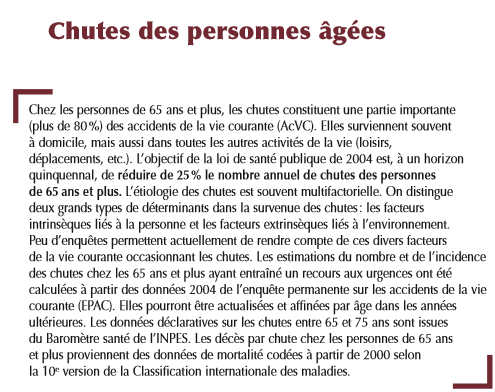 Chutes des personnes âgées
Chez les personnes de 65 ans et plus, les chutes constituent une partie importante
(plus de 80 %) des accidents de la vie courante (AcVC). Elles surviennent souvent
à domicile, mais aussi dans toutes les autres activités de la vie (loisirs,
déplacements, etc.). L'objectif de la loi de santé publique de 2004 est, à un horizon
quinquennal, de réduire de 25 % le nombre annuel de chutes des personnes
de 65 ans et plus. L'étiologie des chutes est souvent multifactorielle. On distingue
deux grands types de déterminants dans la survenue des chutes : les facteurs
intrinsèques liés à la personne et les facteurs extrinsèques liés à l'environnement.
Peu d'enquêtes permettent actuellement de rendre compte de ces divers facteurs
de la vie courante occasionnant les chutes. Les estimations du nombre et de l'incidence
des chutes chez les 65 ans et plus ayant entraîné un recours aux urgences ont été
calculées à partir des données 2004 de l'enquête permanente sur les accidents de la vie
courante (EPAC). Elles pourront être actualisées et affinées par âge dans les années
ultérieures. Les données déclaratives sur les chutes entre 65 et 75 ans sont issues
du Baromètre santé de l'INPES. Les décès par chute chez les personnes de 65 ans
et plus proviennent des données de mortalité codées à partir de 2000 selon
la 10e version de la Classification internationale des maladies.